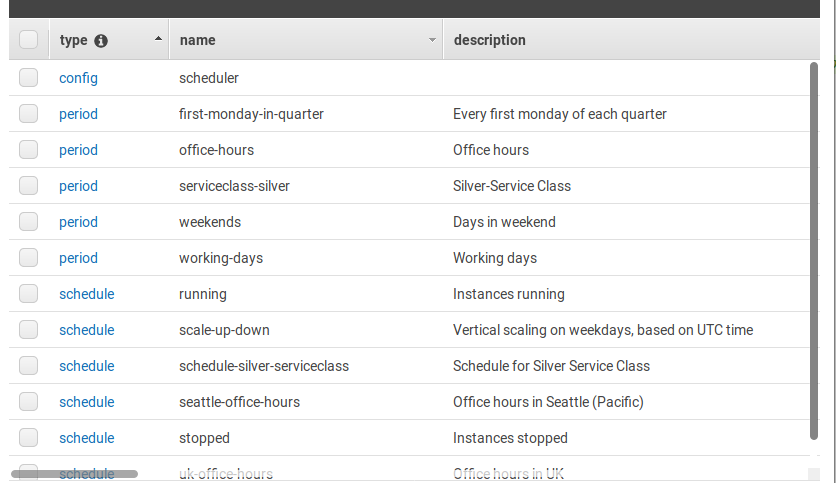 type name description
config scheduler
period first-monday-in-quarter Every first monday of each quarter
period office-hours Office hours
period serviceclass-silver Silver-Service Class
period weekends Days in weekend
period working-days Working days
schedule running Instances running
schedule scale-up-down Vertical scaling on weekdays, based on UTC time
schedule schedule-silver-serviceclass Schedule for Silver Service Class
schedule seattle-office-hours Office hours in Seattle (Pacific)
schedule stopped Instances stopped
schedule uk-office-hours Office hours in UK